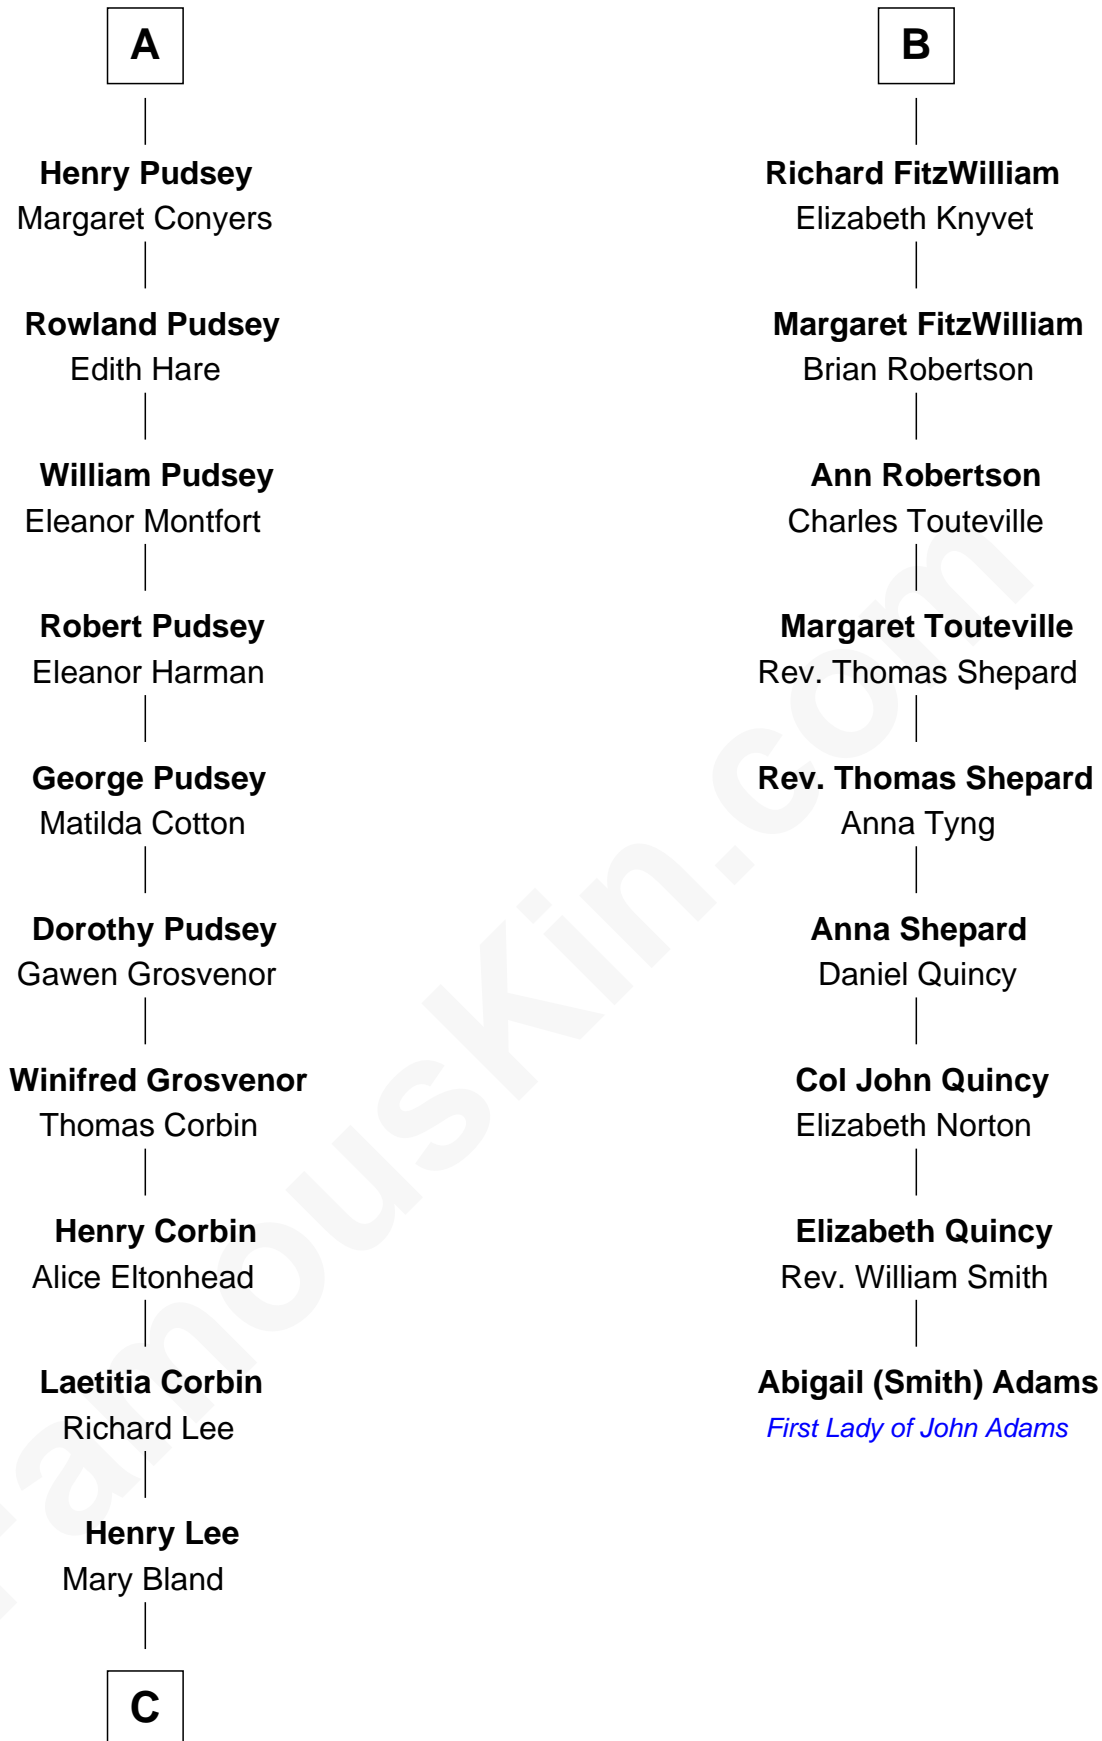 A
Henry Pudsey
Margaret Conyers
Rowland Pudsey
Edith Hare
William Pudsey
Eleanor Montfort
Robert Pudsey
Eleanor Harman
George Pudsey
Matilda Cotton
Dorothy Pudsey
Gawen Grosvenor
Winifred Grosvenor
Thomas Corbin
Henry Corbin
Alice Eltonhead
Laetitia Corbin
Richard Lee
Henry Lee
Mary Bland
C
B
Richard FitzWilliam
Elizabeth Knyvet
Margaret FitzWilliam
Brian Robertson
Ann Robertson
Charles Touteville
Margaret Touteville
Rev. Thomas Shepard
Rev. Thomas Shepard
Anna Tyng
Anna Shepard
Daniel Quincy
Col John Quincy
Elizabeth Norton
Elizabeth Quincy
Rev. William Smith
Abigail (Smith) Adams
First Lady of John Adams
FamousKin.com